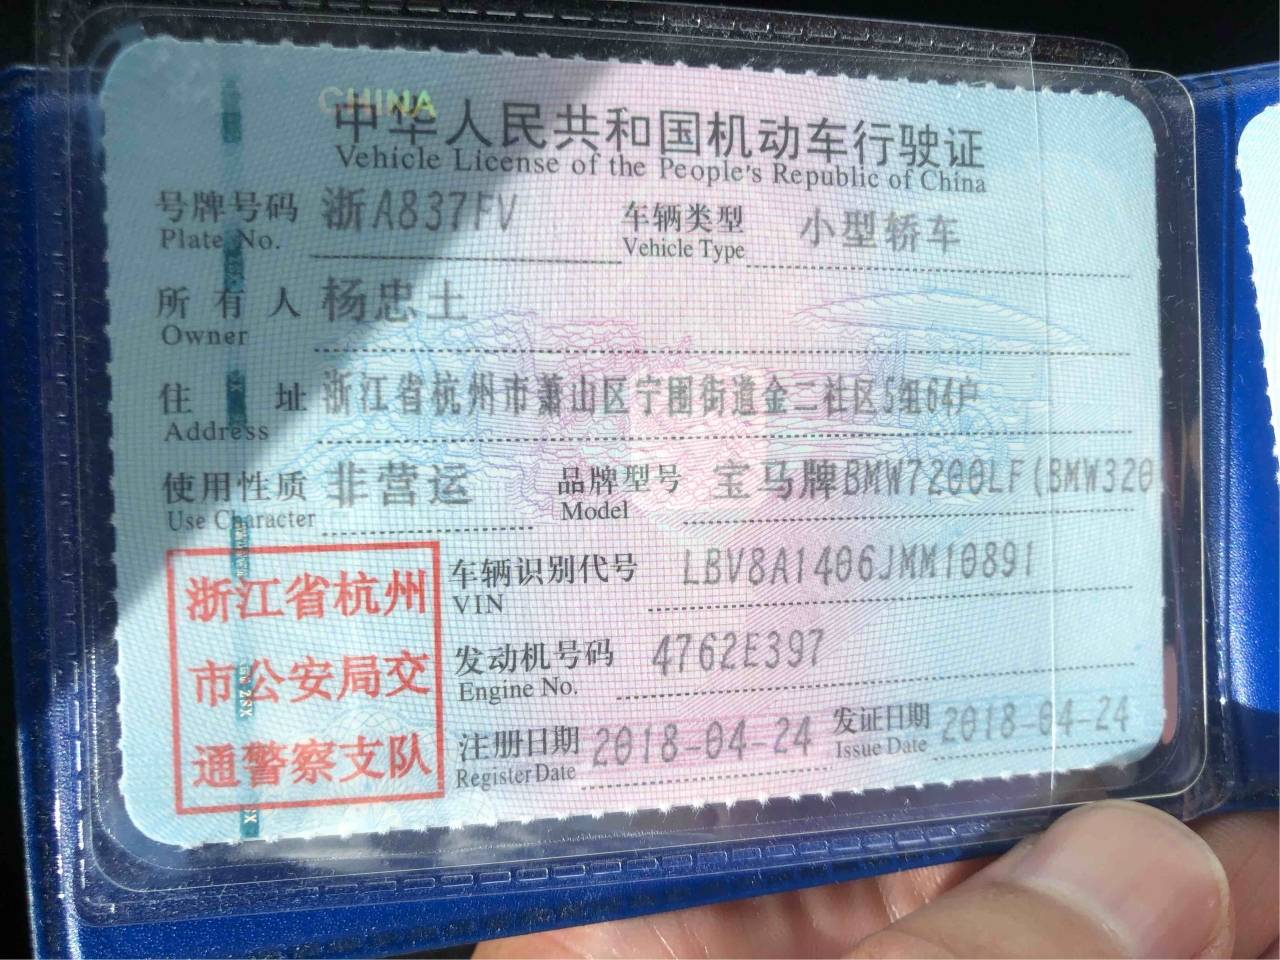 CHINA
中华人民共和国机动车行驶证
Vehicle License of the People's Republic of China
号牌号码 浙A837FV 车辆类型 小型轿车
Plate No. Vehicle Type
所有人 杨忠土
Owner
住址 浙江省杭州市萧山区宁围街道金二社区5组64户
Address
使用性质 非营运 品牌型号 宝马牌BMW7200LF(BMW320
Use Character Model
浙江省杭州
市公安局交
通警察支队
车辆识别代号 LBV8A1406JMM10891
VIN
发动机号码 4762E397
Engine No.
注册日期 2018-04-24 发证日期 2018-04-24
Register Date Issue Date